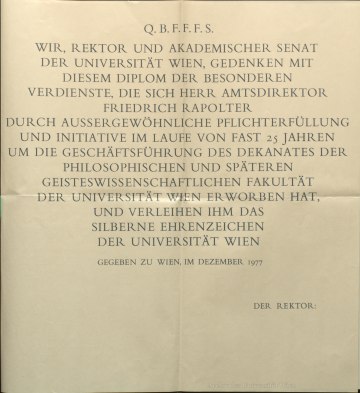 Q. B. F. F. F. S.
WIR, REKTOR UND AKADEMISCHER SENAT
DER UNIVERSITÄT WIEN, GEDENKEN MIT
DIESEM DIPLOM DER BESONDEREN
VERDIENSTE, DIE SICH HERR AMTSDIREKTOR
FRIEDRICH RAPOLTER
DURCH AUSSERGEWÖHNLICHE PFLICHTERFÜLLUNG
UND INITIATIVE IM LAUFE VON FAST 25 JAHREN
UM DIE GESCHÄFTSFÜHRUNG DES DEKANATES DER
PHILOSOPHISCHEN UND SPÄTEREN
GEISTESWISSENSCHAFTLICHEN FAKULTÄT
DER UNIVERSITÄT WIEN ERWORBEN HAT,
UND VERLEIHEN IHM DAS
SILBERNE EHRENZEICHEN
DER UNIVERSITÄT WIEN
GEGEBEN ZU WIEN, IM DEZEMBER 1977
DER REKTOR: